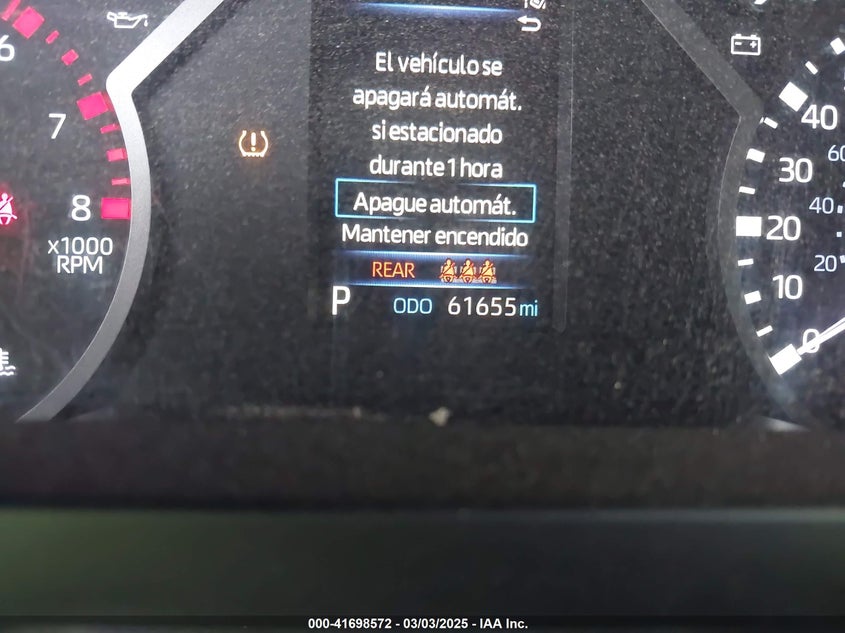 El vehículo se
apagará automát.
si estacionado
durante 1 hora
Apague automát.
Mantener encendido
REAR
P ODO 61655 mi
6
7
8
x1000
RPM
40
30
20
10
0
60
40
20
000-41698572 / 03/03/2025 – IAA Inc.